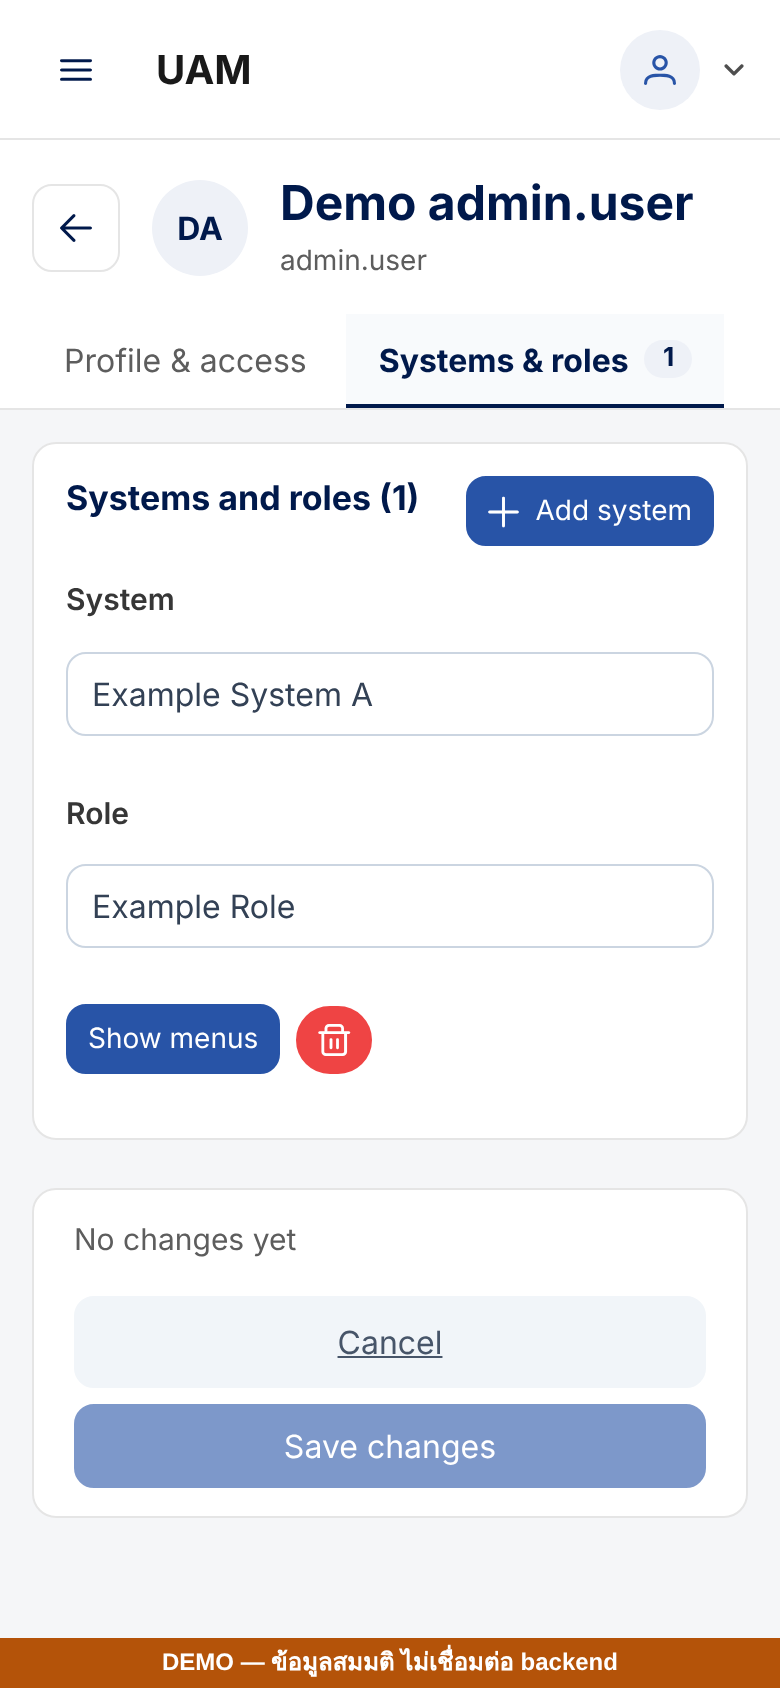 UAM
DA
Demo admin.user
admin.user
Profile & access
Systems & roles 1
Systems and roles (1)
Add system
System
Example System A
Role
Example Role
Show menus
No changes yet
Cancel
Save changes
DEMO — ข้อมูลสมมติ ไม่เชื่อมต่อ backend